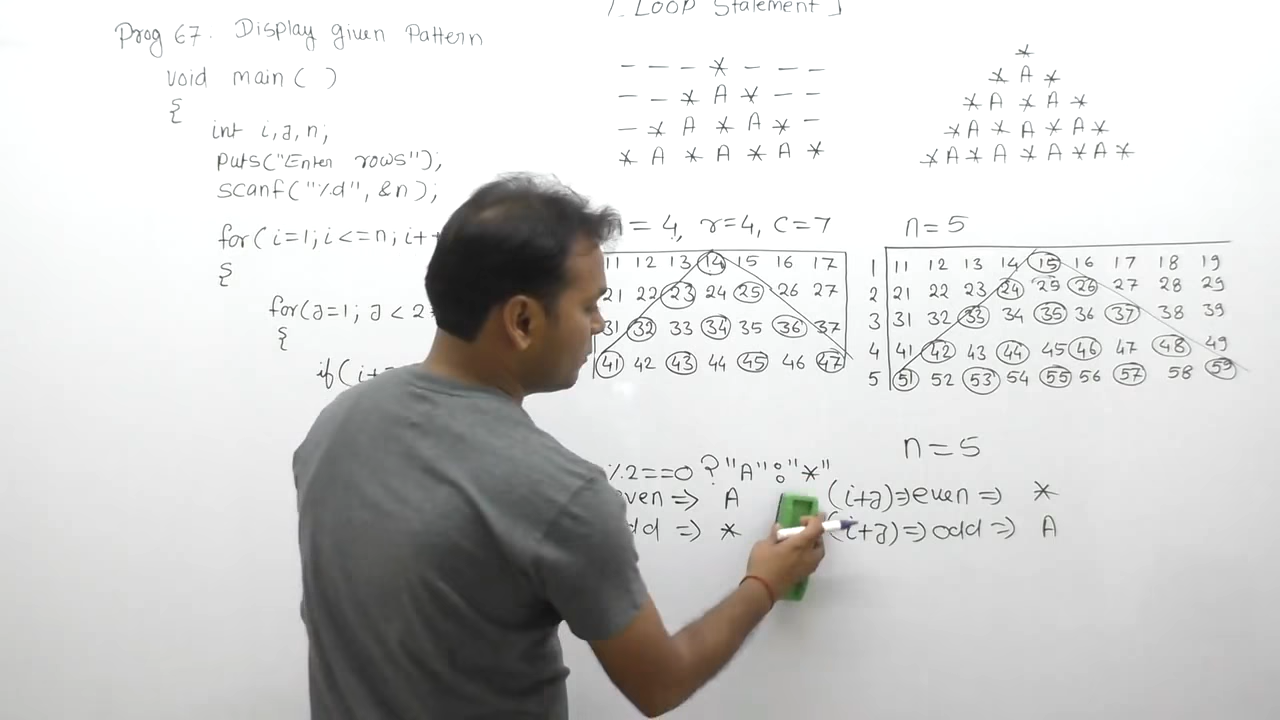 [ LOOP Statement ]
Prog 67. Display given Pattern
void main( )
{
int i,j,n;
puts("Enter rows");
scanf("%d", &n);
for( i=1; i<=n; i+
{
for(j=1; j < 2
{
if(i+
- - - * - - -
- - * A * - -
- * A * A * -
* A * A * A *
*
* A *
* A * A *
* A * A * A *
* A * A * A * A *
= 4, r=4, c=7
11 12 13 14 15 16 17
21 22 23 24 25 26 27
31 32 33 34 35 36 37
41 42 43 44 45 46 47
n=5
1 11 12 13 14 15 16 17 18 19
2 21 22 23 24 25 26 27 28 29
3 31 32 33 34 35 36 37 38 39
4 41 42 43 44 45 46 47 48 49
5 51 52 53 54 55 56 57 58 59
n=5
%2==0 ? "A" : "*"
ven => A
dd => *
(i+j)=>even => *
(i+j)=>odd => A